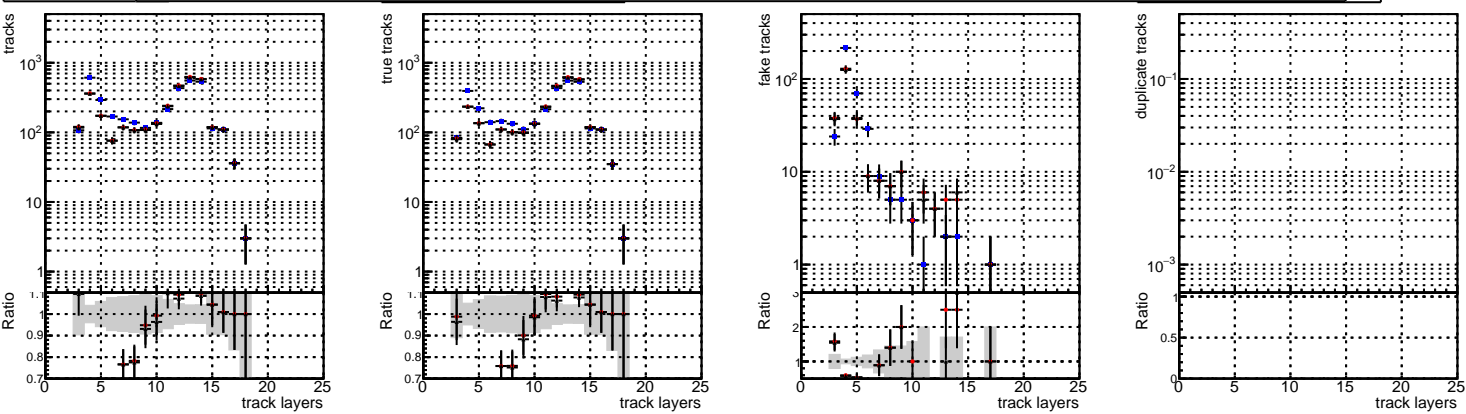 tracks
10³
10²
10
1
Ratio
1.1
1
0.9
0.8
0.7
0 5 10 15 20 25
track layers
true tracks
10³
10²
10
1
Ratio
1.1
1
0.9
0.8
0.7
0 5 10 15 20 25
track layers
fake tracks
10²
10
1
Ratio
3
2
1
0 5 10 15 20 25
track layers
duplicate tracks
10⁻¹
10⁻²
10⁻³
Ratio
1
0.5
0
0 5 10 15 20 25
track layers